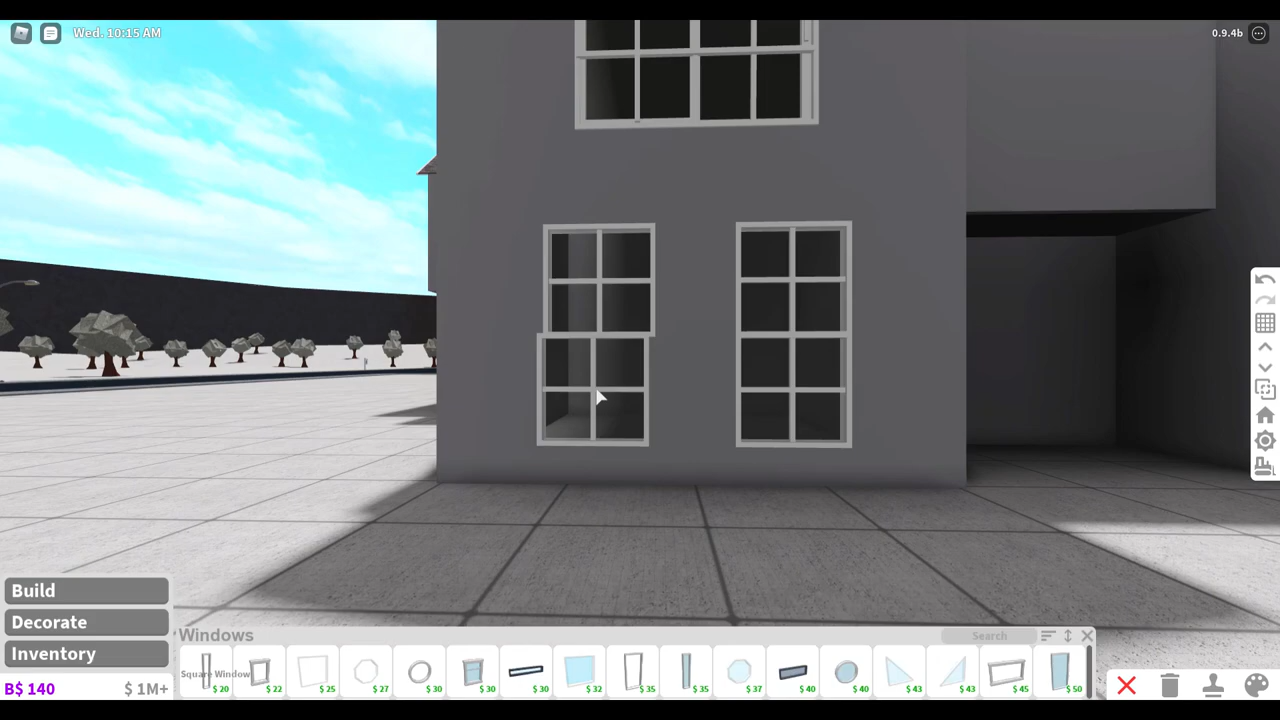 Wed. 10:15 AM
0.9.4b
Build
Decorate
Inventory
B$ 140
$ 1M+
Windows
Search
Square Window
$ 20
$ 22
$ 25
$ 27
$ 30
$ 30
$ 30
$ 32
$ 35
$ 35
$ 37
$ 40
$ 40
$ 43
$ 43
$ 45
$ 50